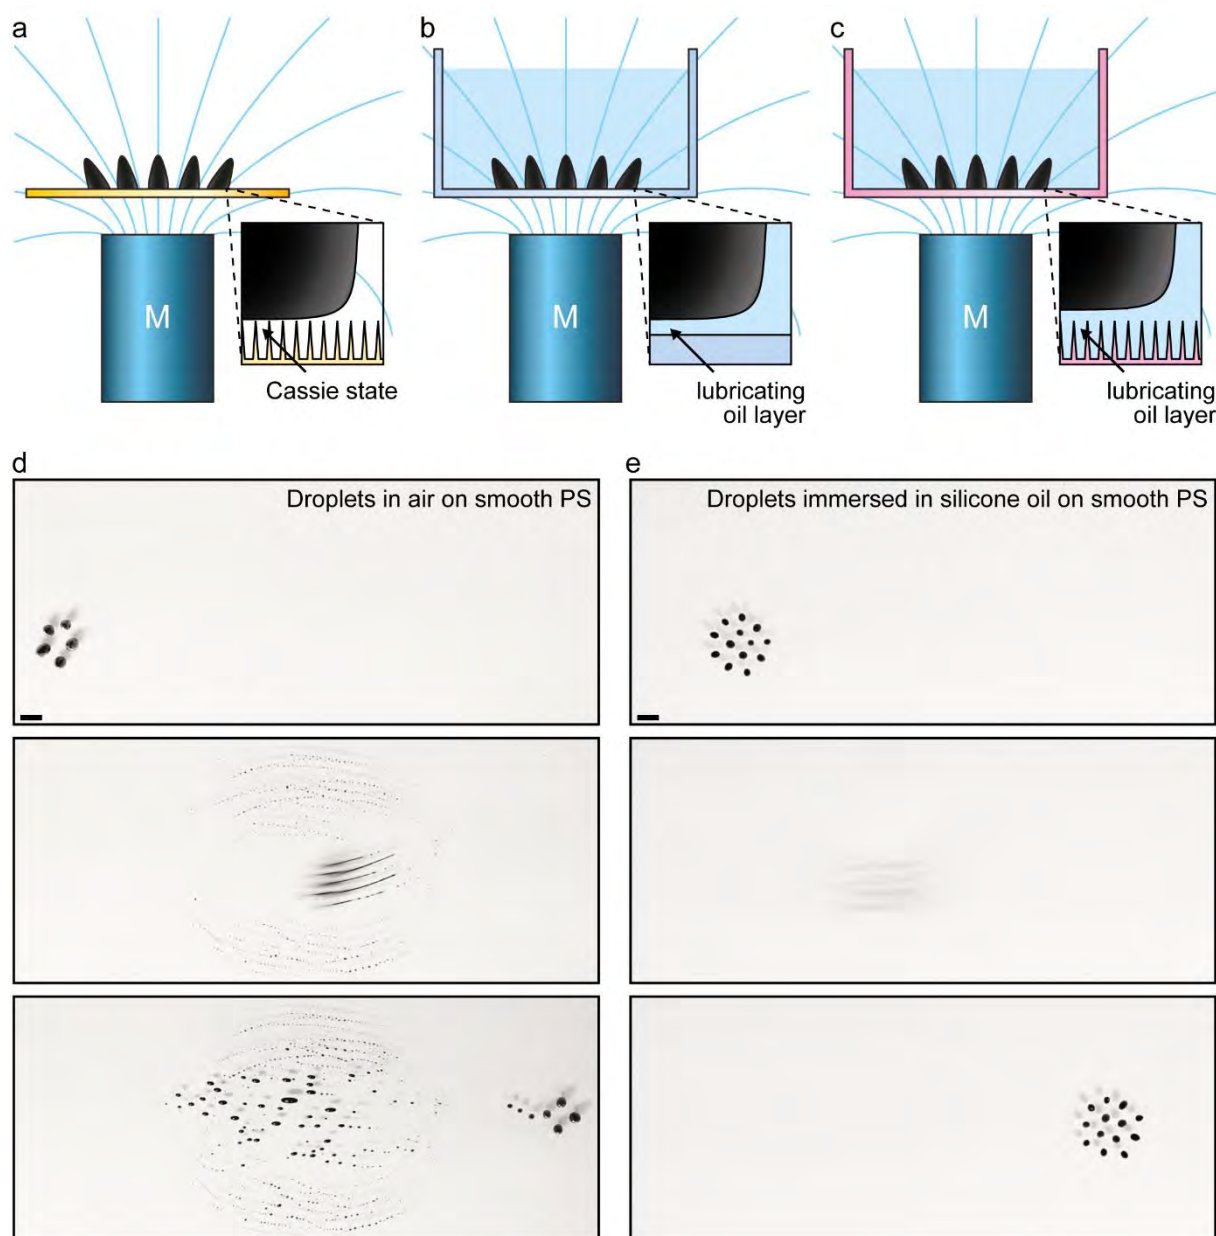 a
b
c
M
M
M
Cassie state
lubricating
oil layer
lubricating
oil layer
d
e
Droplets in air on smooth PS
Droplets immersed in silicone oil on smooth PS